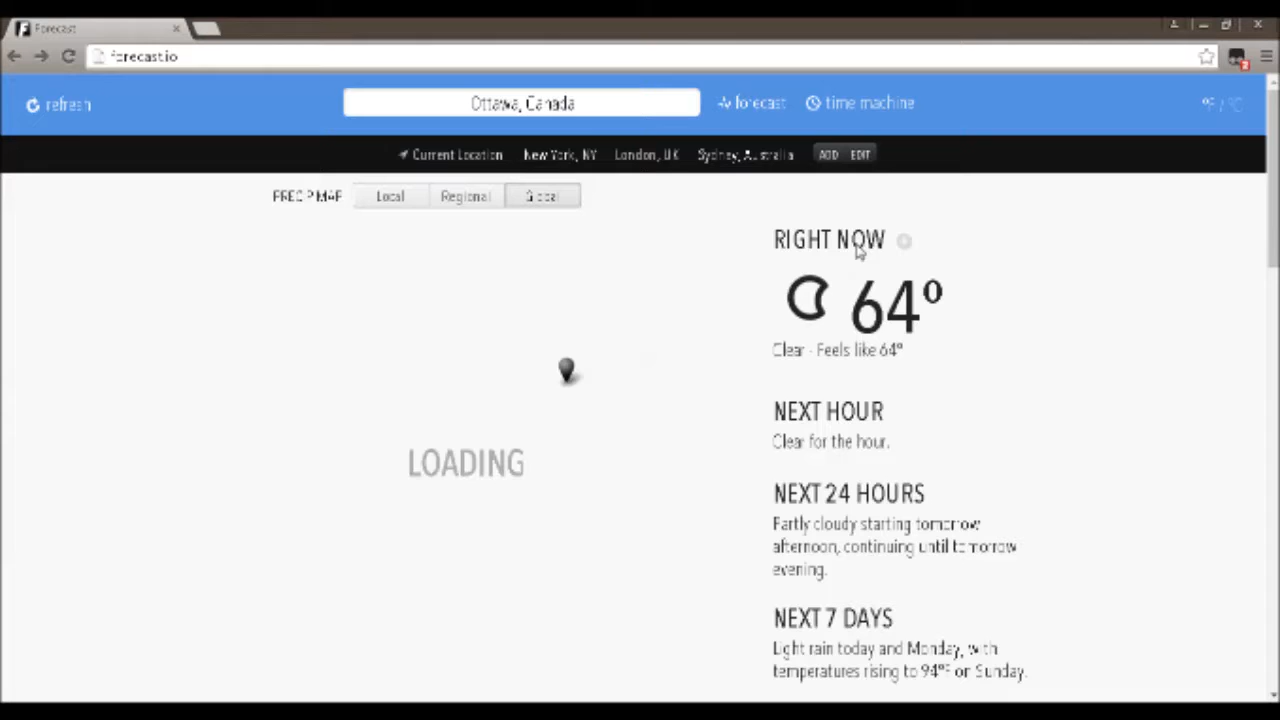 Forecast
forecast.io
refresh
Ottawa, Canada
forecast
time machine
°F / °C
Current Location
New York, NY
London, UK
Sydney, Australia
ADD
EDIT
PRECIP MAP
Local
Regional
Global
RIGHT NOW
64°
Clear - Feels like 64°
LOADING
NEXT HOUR
Clear for the hour.
NEXT 24 HOURS
Partly cloudy starting tomorrow
afternoon, continuing until tomorrow
evening.
NEXT 7 DAYS
Light rain today and Monday, with
temperatures rising to 94°F on Sunday.